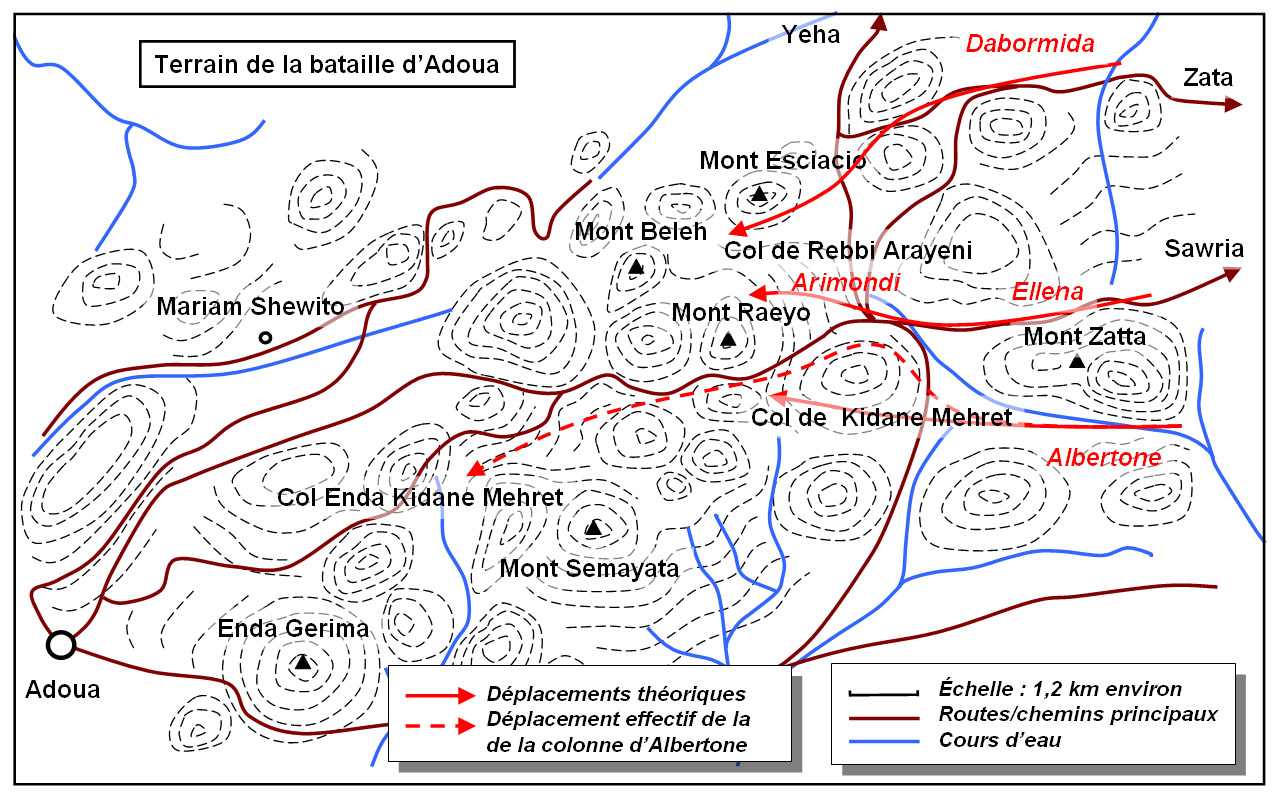 Terrain de la bataille d’Adoua
Yeha
Dabormida
Zata
Mont Esciacio
Mont Beleh
Col de Rebbi Arayeni
Sawria
Arimondi
Ellena
Mariam Shewito
Mont Raeyo
Mont Zatta
Col de Kidane Mehret
Albertone
Col Enda Kidane Mehret
Mont Semayata
Enda Gerima
Adoua
Déplacements théoriques
Déplacement effectif de la
de la colonne d’Albertone
Échelle : 1,2 km environ
Routes/chemins principaux
Cours d’eau